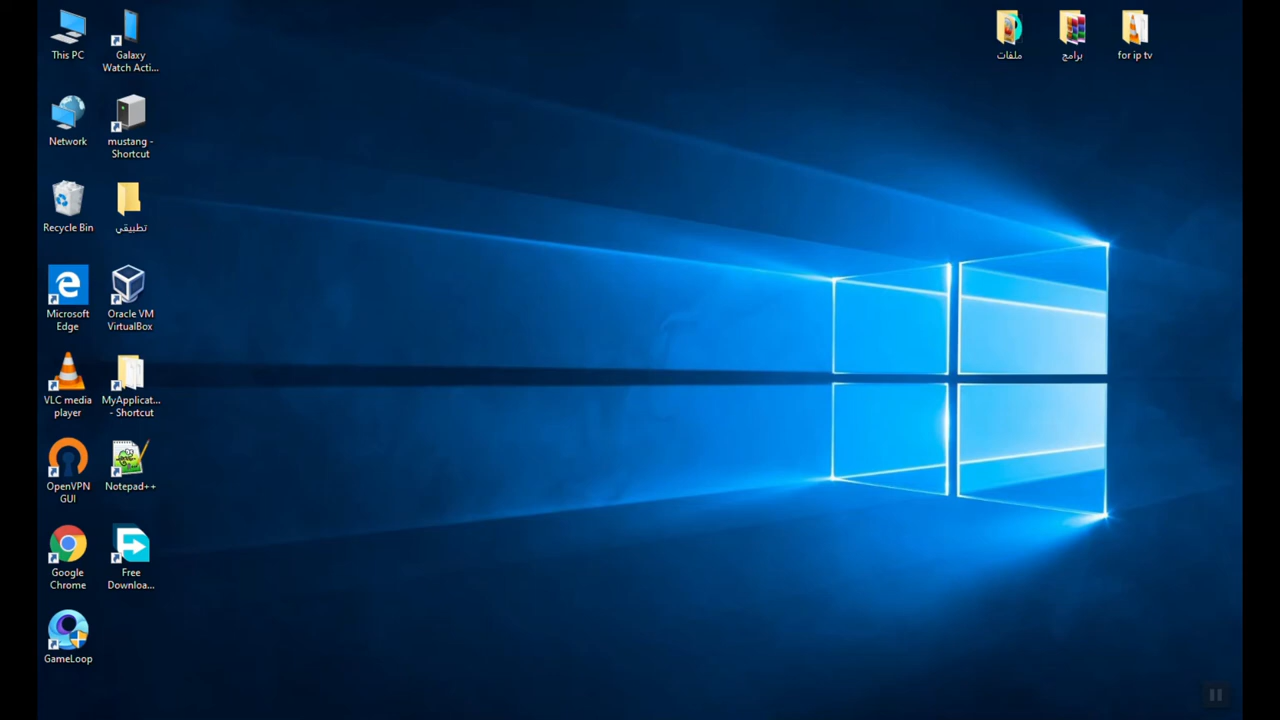 This PC
Galaxy
Watch Acti...
ملفات
برامج
for ip tv
Network
mustang -
Shortcut
Recycle Bin
تطبيقي
Microsoft
Edge
Oracle VM
VirtualBox
VLC media
player
MyApplicat...
- Shortcut
OpenVPN
GUI
Notepad++
Google
Chrome
Free
Downloa...
GameLoop